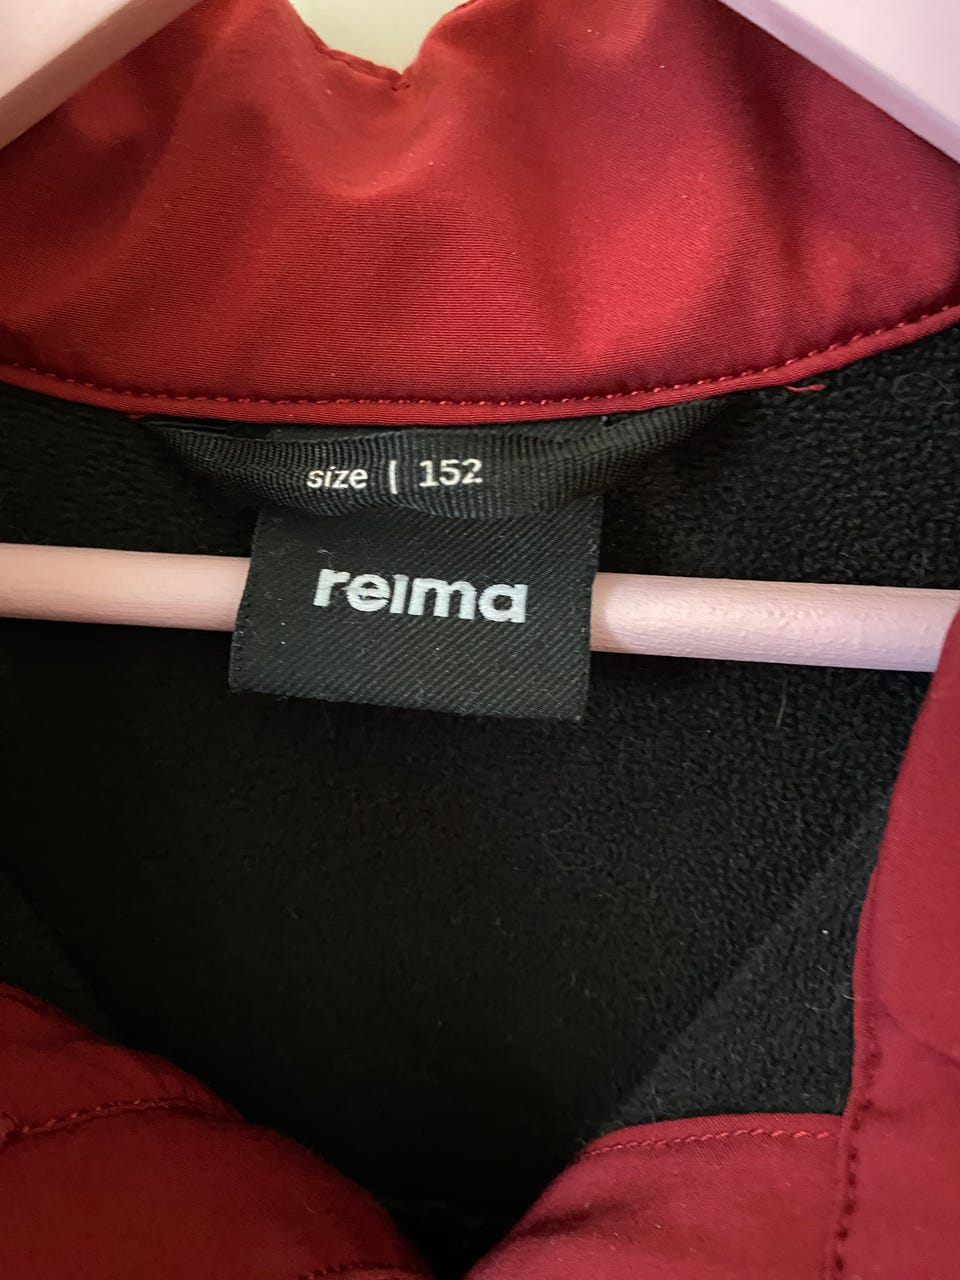 size | 152
reima